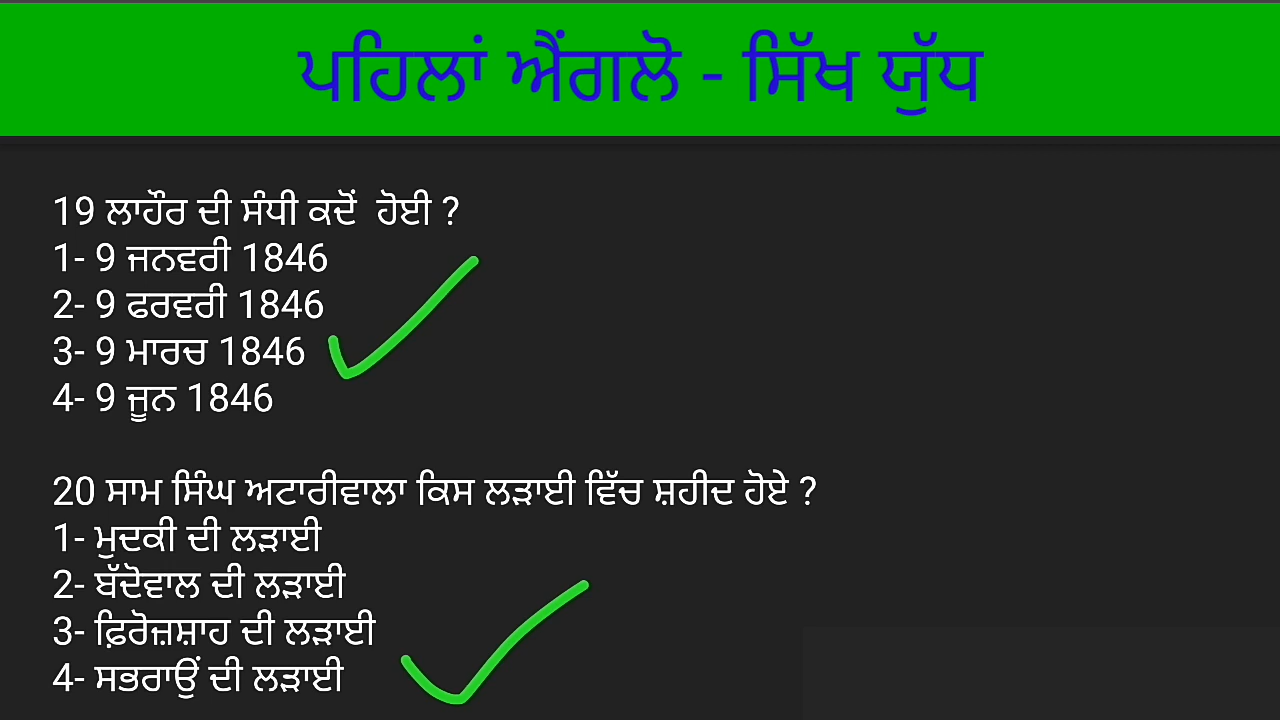 ਪਹਿਲਾਂ ਐਂਗਲੋ - ਸਿੱਖ ਯੁੱਧ
19 ਲਾਹੌਰ ਦੀ ਸੰਧੀ ਕਦੋਂ ਹੋਈ ?
1- 9 ਜਨਵਰੀ 1846
2- 9 ਫਰਵਰੀ 1846
3- 9 ਮਾਰਚ 1846
4- 9 ਜੂਨ 1846
20 ਸਾਮ ਸਿੰਘ ਅਟਾਰੀਵਾਲਾ ਕਿਸ ਲੜਾਈ ਵਿੱਚ ਸ਼ਹੀਦ ਹੋਏ ?
1- ਮੁਦਕੀ ਦੀ ਲੜਾਈ
2- ਬੱਦੋਵਾਲ ਦੀ ਲੜਾਈ
3- ਫ਼ਿਰੋਜ਼ਸ਼ਾਹ ਦੀ ਲੜਾਈ
4- ਸਭਰਾਉਂ ਦੀ ਲੜਾਈ